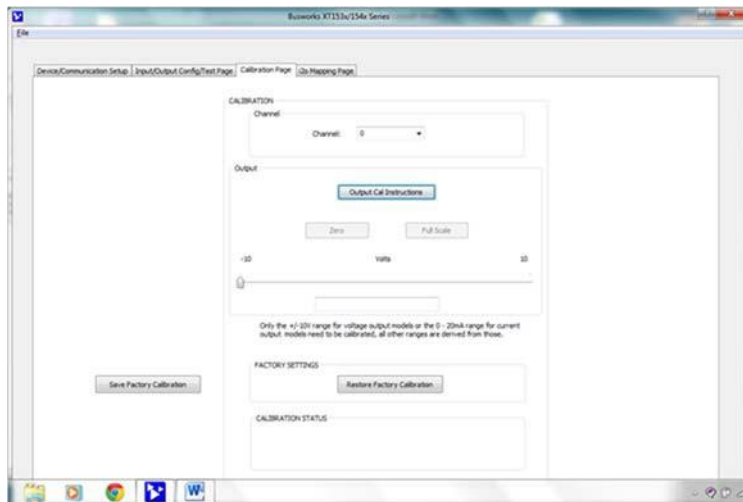 Busworks XT153x/154x Series
File
Device/Communication Setup Input/Output Config/Test Page Calibration Page i2o Mapping Page
CALIBRATION
Channel
Channel: 0
Output
Output Cal Instructions
Zero Full Scale
-10 Volts 10
Only the +/-10V range for voltage output models or the 0 - 20mA range for current
output models need to be calibrated, all other ranges are derived from those.
FACTORY SETTINGS
Save Factory Calibration Restore Factory Calibration
CALIBRATION STATUS